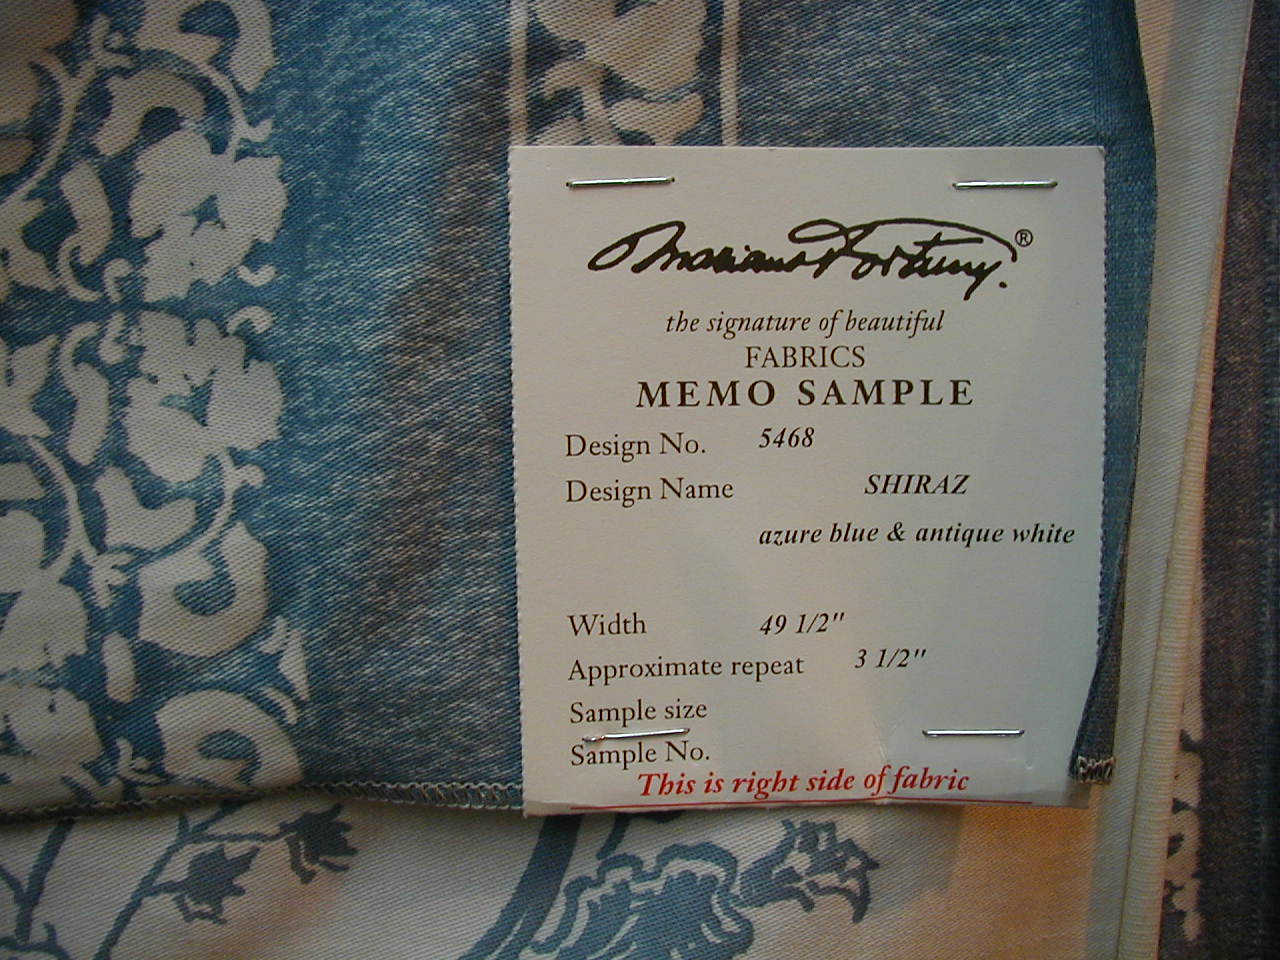 Mariano Fortuny. ®
the signature of beautiful
FABRICS
MEMO SAMPLE
Design No. 5468
Design Name SHIRAZ
azure blue & antique white
Width 49 1/2"
Approximate repeat 3 1/2"
Sample size
Sample No.
This is right side of fabric